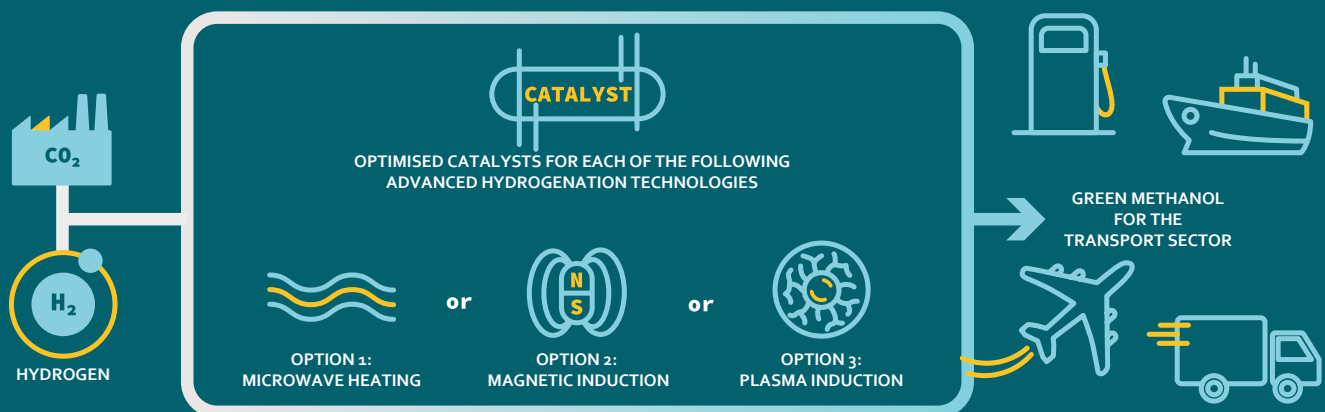 CO₂
H₂
HYDROGEN
CATALYST
OPTIMISED CATALYSTS FOR EACH OF THE FOLLOWING
ADVANCED HYDROGENATION TECHNOLOGIES
or
N
S
or
OPTION 1:
MICROWAVE HEATING
OPTION 2:
MAGNETIC INDUCTION
OPTION 3:
PLASMA INDUCTION
GREEN METHANOL
FOR THE
TRANSPORT SECTOR